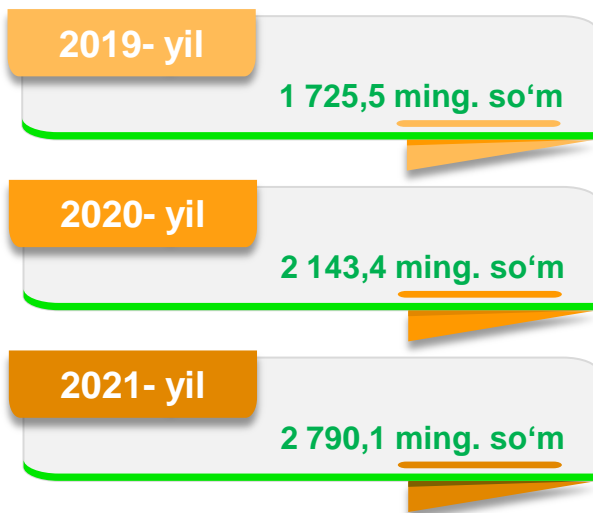 2019- yil
1 725,5 ming. so‘m
2020- yil
2 143,4 ming. so‘m
2021- yil
2 790,1 ming. so‘m